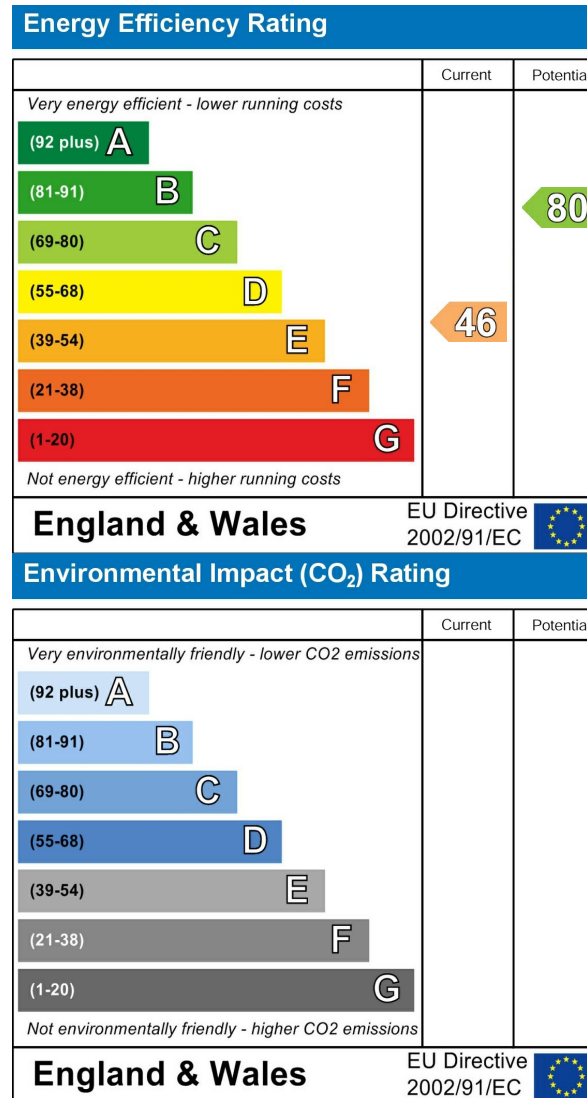 Energy Efficiency Rating
Current Potentia
Very energy efficient - lower running costs
(92 plus) A
(81-91) B
80
(69-80) C
(55-68) D
46
(39-54) E
(21-38) F
(1-20) G
Not energy efficient - higher running costs
England & Wales
EU Directive
2002/91/EC
Environmental Impact (CO₂) Rating
Current Potentia
Very environmentally friendly - lower CO2 emissions
(92 plus) A
(81-91) B
(69-80) C
(55-68) D
(39-54) E
(21-38) F
(1-20) G
Not environmentally friendly - higher CO2 emissions
England & Wales
EU Directive
2002/91/EC